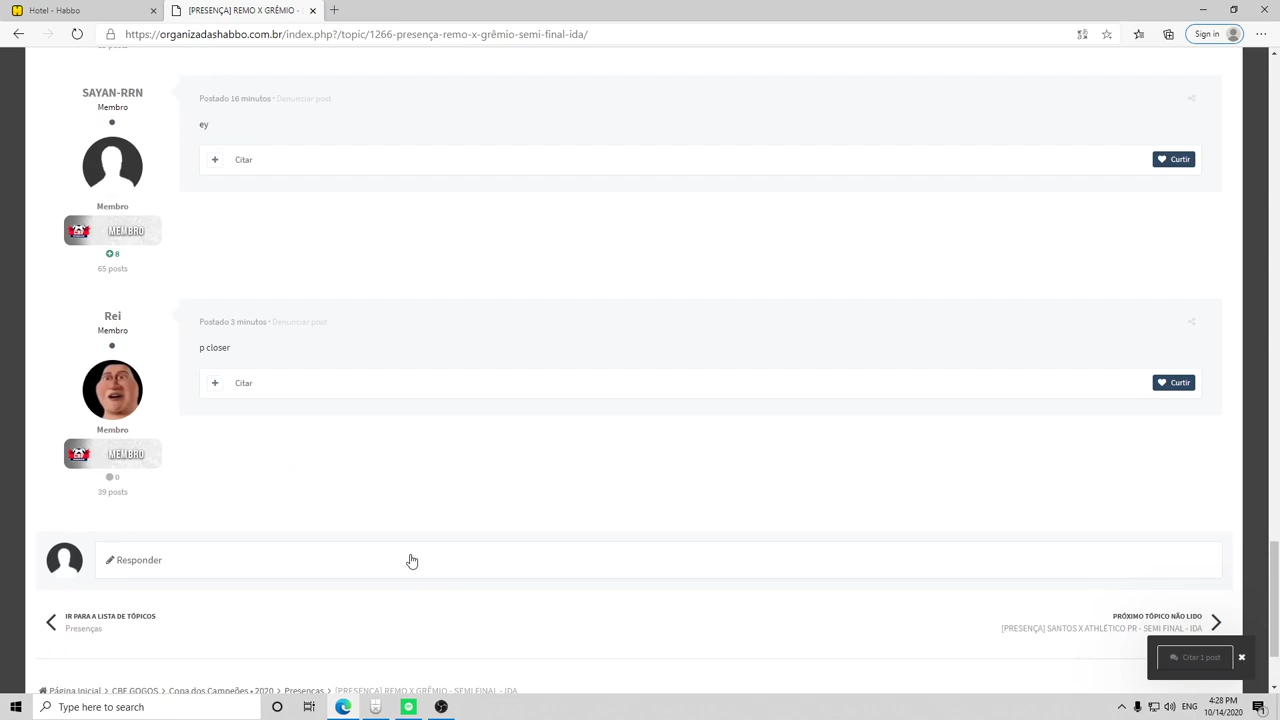 Hotel - Habbo
[PRESENÇA] REMO X GRÊMIO -
https://organizadashabbo.com.br/index.php?/topic/1266-presença-remo-x-grêmio-semi-final-ida/
Sign in
SAYAN-RRN
Membro
Postado 16 minutos • Denunciar post
ey
Citar
Curtir
Membro
MEMBRO
8
65 posts
Rei
Membro
Postado 3 minutos • Denunciar post
p closer
Citar
Curtir
Membro
MEMBRO
0
39 posts
Responder
IR PARA A LISTA DE TÓPICOS
Presenças
PRÓXIMO TÓPICO NÃO LIDO
[PRESENÇA] SANTOS X ATHLÉTICO PR - SEMI FINAL - IDA
Citar 1 post
Página Inicial > CBF GOGOS > Copa dos Campeões • 2020 > Presenças > [PRESENÇA] REMO X GRÊMIO - SEMI FINAL - IDA
Type here to search
ENG
4:28 PM
10/14/2020